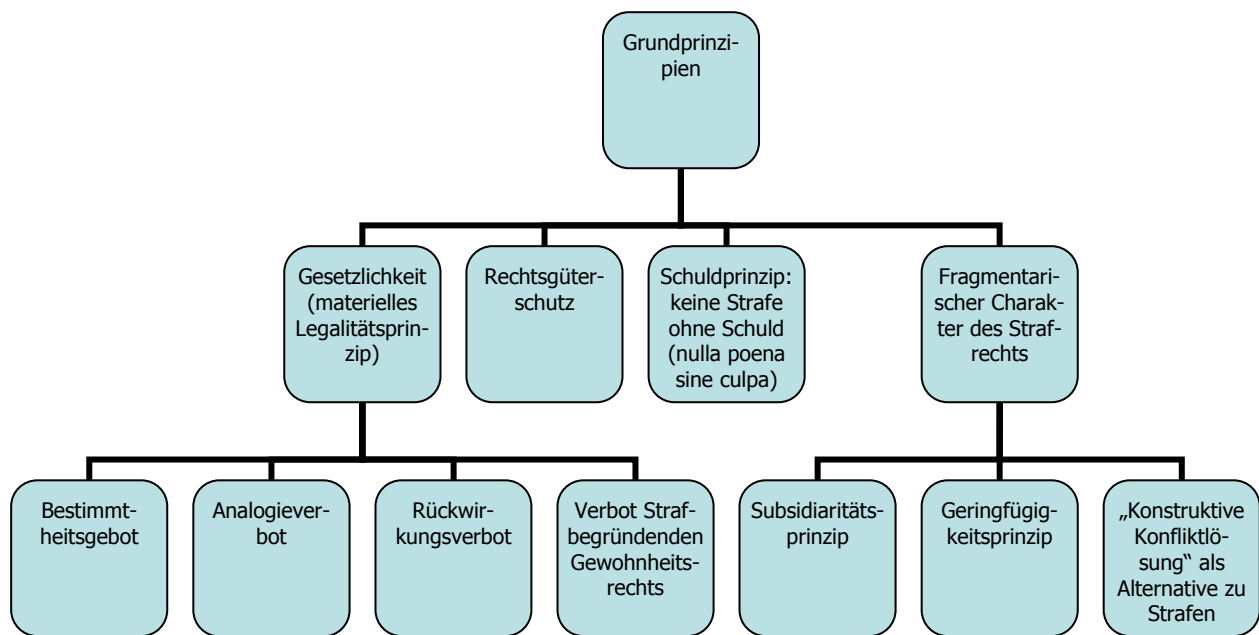 Grundprinzi-
pien
Gesetzlichkeit
(materielles
Legalitätsprin-
zip)
Rechtsgüter-
schutz
Schuldprinzip:
keine Strafe
ohne Schuld
(nulla poena
sine culpa)
Fragmentari-
scher Charak-
ter des Straf-
rechts
Bestimmt-
heitsgebot
Analogiever-
bot
Rückwir-
kungsverbot
Verbot Straf-
begründenden
Gewohnheits-
rechts
Subsidiaritäts-
prinzip
Geringfügig-
keitsprinzip
„Konstruktive
Konfliktlö-
sung“ als
Alternative zu
Strafen